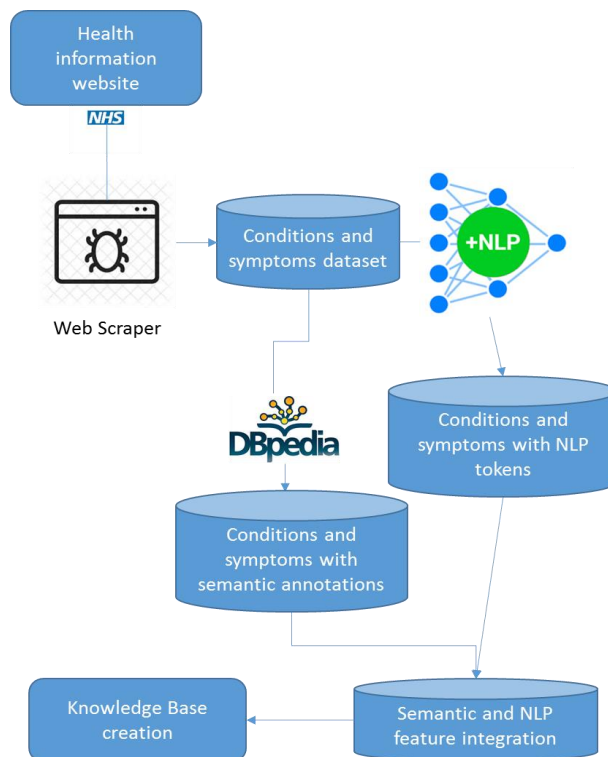 Health
information
website
NHS
Web Scraper
Conditions and
symptoms dataset
+NLP
DBpedia
Conditions and
symptoms with NLP
tokens
Conditions and
symptoms with
semantic annotations
Semantic and NLP
feature integration
Knowledge Base
creation